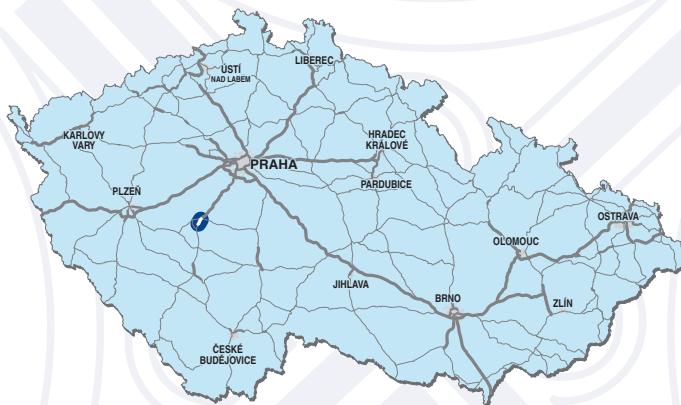 ÚSTÍ
NAD LABEM
LIBEREC
KARLOVY
VARY
HRADEC
KRÁLOVÉ
PRAHA
PARDUBICE
PLZEŇ
OSTRAVA
OLOMOUC
JIHLAVA
BRNO
ZLÍN
ČESKÉ
BUDĚJOVICE